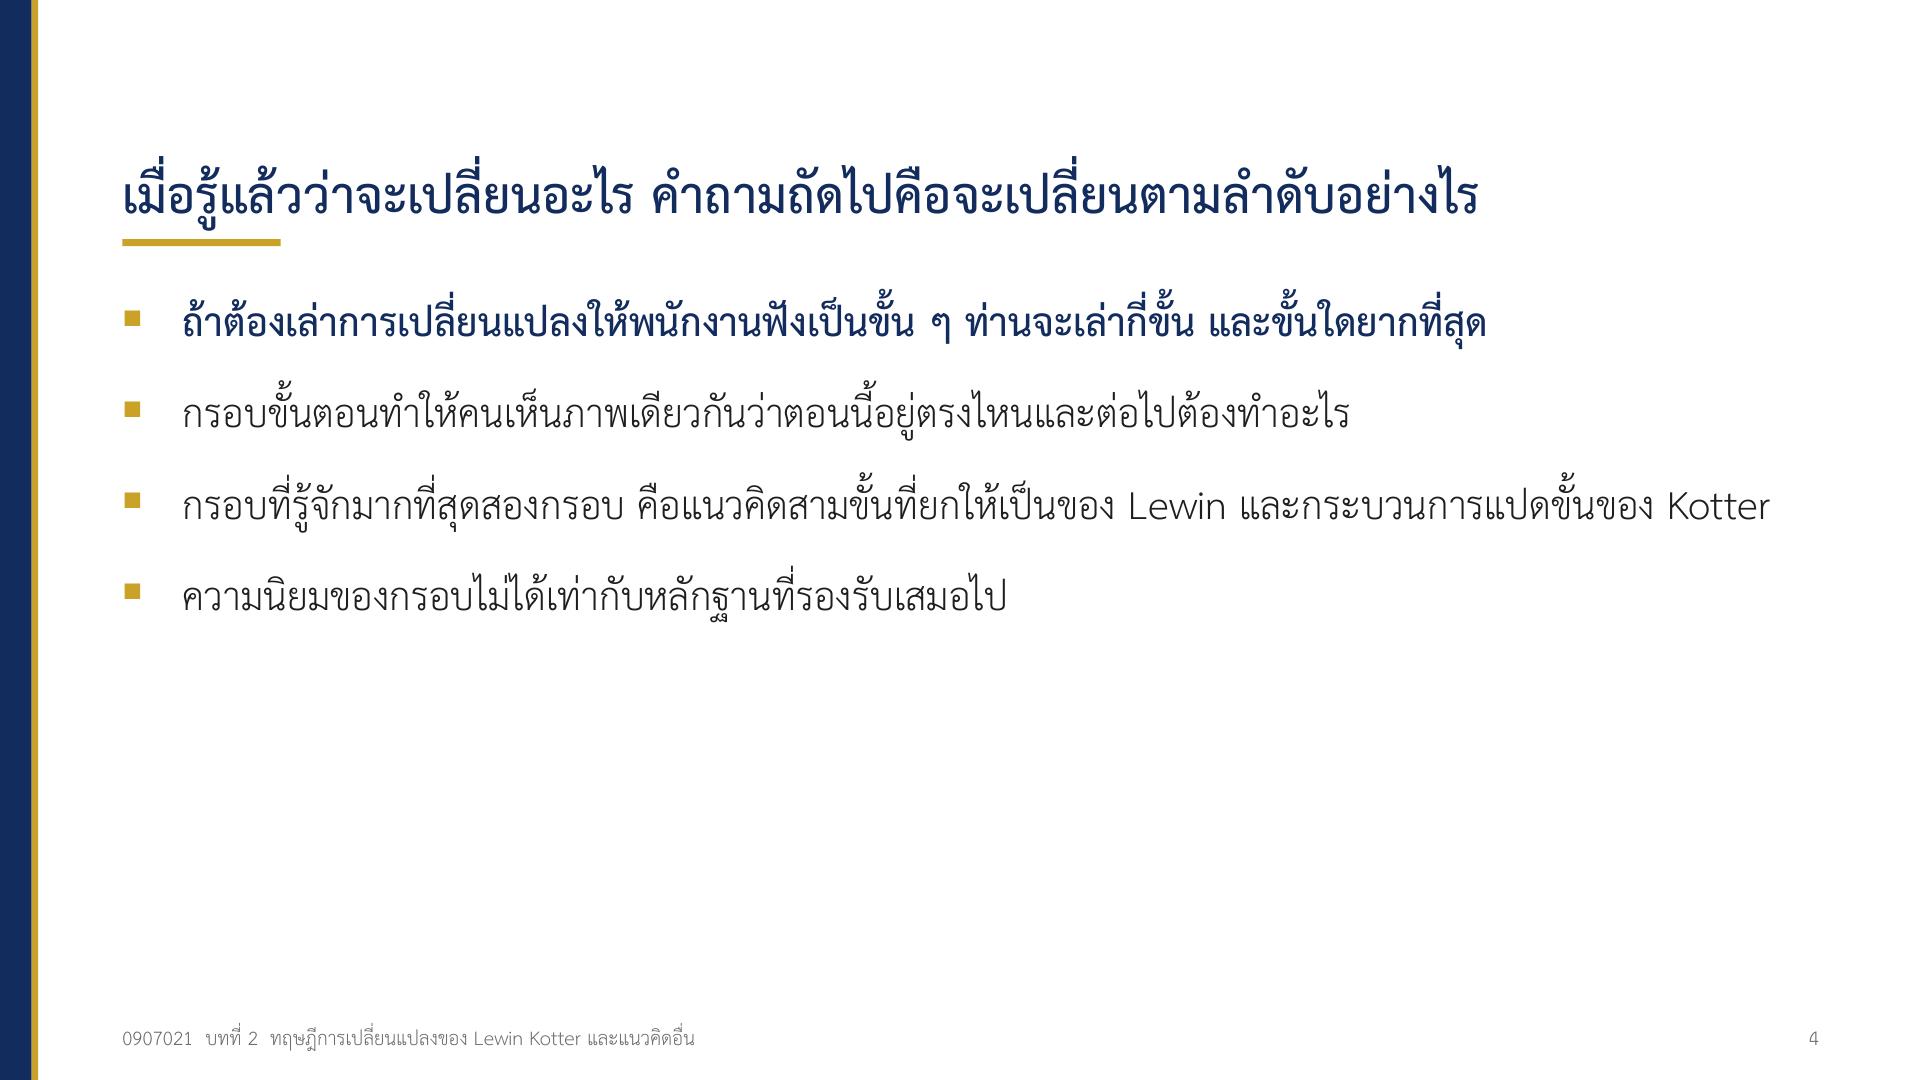 เมื่อรู้แล้วว่าจะเปลี่ยนอะไร คำถามถัดไปคือจะเปลี่ยนตามลำดับอย่างไร
ถ้าต้องเล่าการเปลี่ยนแปลงให้พนักงานฟังเป็นขั้น ๆ ท่านจะเล่ากี่ขั้น และขั้นใดยากที่สุด
กรอบขั้นตอนทำให้คนเห็นภาพเดียวกันว่าตอนนี้อยู่ตรงไหนและต่อไปต้องทำอะไร
กรอบที่รู้จักมากที่สุดสองกรอบ คือแนวคิดสามขั้นที่ยกให้เป็นของ Lewin และกระบวนการแปดขั้นของ Kotter
ความนิยมของกรอบไม่ได้เท่ากับหลักฐานที่รองรับเสมอไป
0907021 บทที่ 2 ทฤษฎีการเปลี่ยนแปลงของ Lewin Kotter และแนวคิดอื่น
4